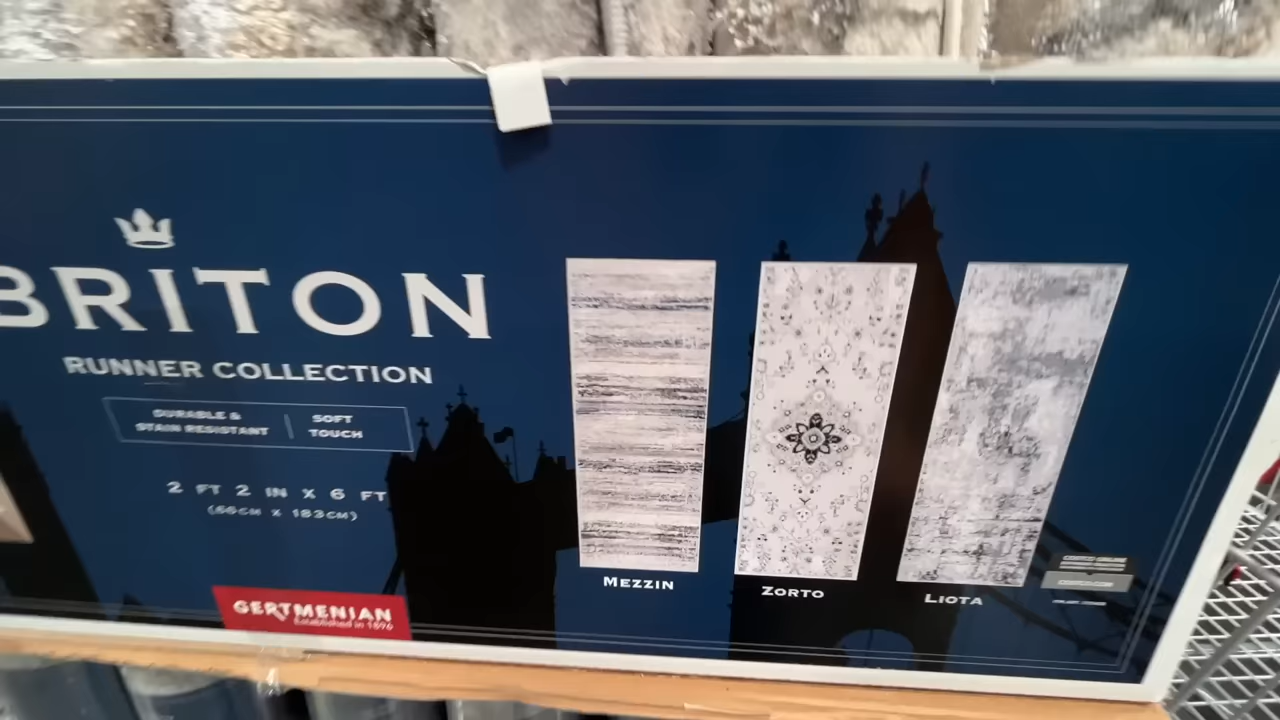 BRITON
RUNNER COLLECTION
DURABLE &
STAIN RESISTANT
SOFT
TOUCH
2 FT 2 IN X 6 FT
(66CM X 183CM)
GERTMENIAN
Established in 1896
MEZZIN
ZORTO
LIOTA